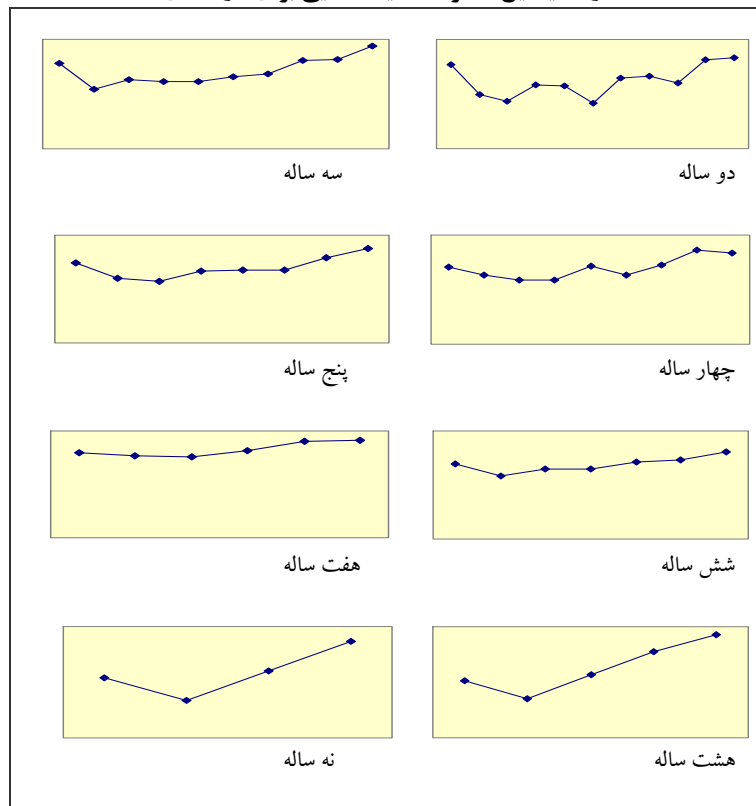 دو ساله
سه ساله
چهار ساله
پنج ساله
شش ساله
هفت ساله
هشت ساله
نه ساله